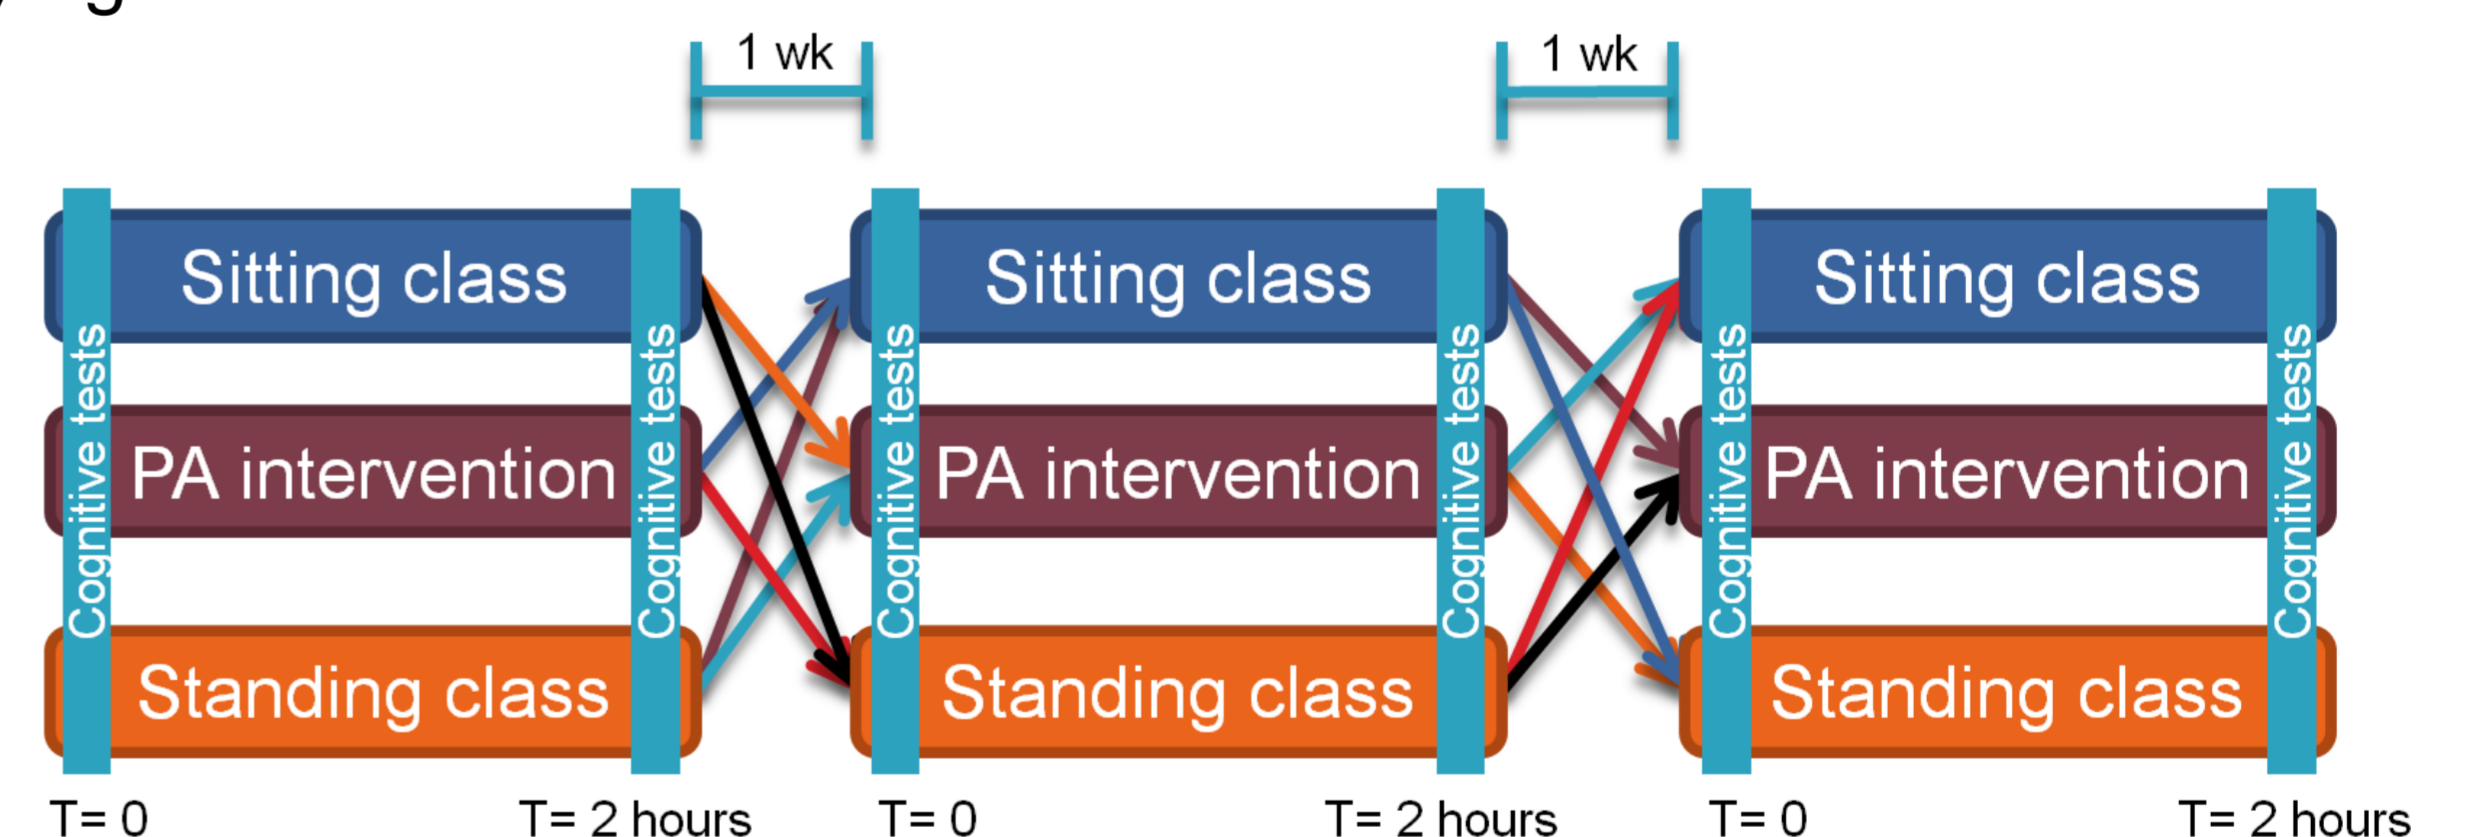 1 wk
1 wk
Sitting class
Sitting class
Sitting class
PA intervention
PA intervention
PA intervention
Standing class
Standing class
Standing class
Cognitive tests
Cognitive tests
Cognitive tests
Cognitive tests
Cognitive tests
Cognitive tests
T= 0
T= 2 hours
T= 0
T= 2 hours
T= 0
T= 2 hours